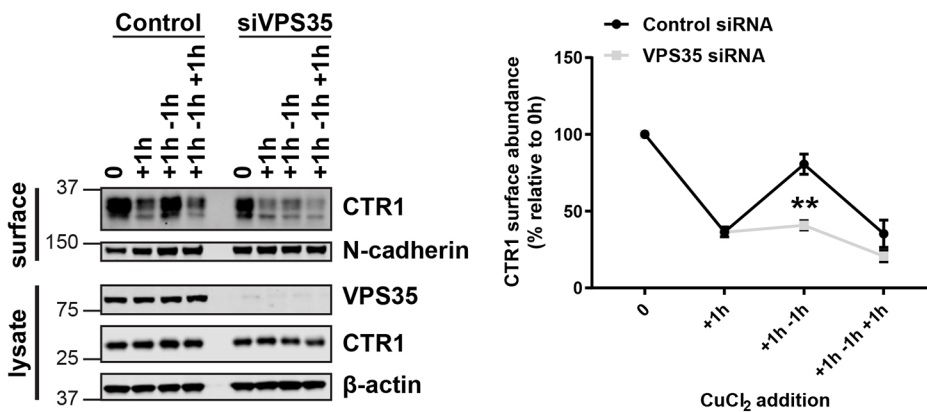 Control siVPS35
0 +1h +1h -1h +1h -1h +1h 0 +1h +1h -1h +1h -1h +1h
surface
37
CTR1
150
N-cadherin
lysate
VPS35
75
CTR1
25
β-actin
37
Control siRNA
VPS35 siRNA
CTR1 surface abundance
(% relative to 0h)
150
100
50
0
**
0 +1h +1h -1h +1h -1h +1h
CuCl₂ addition